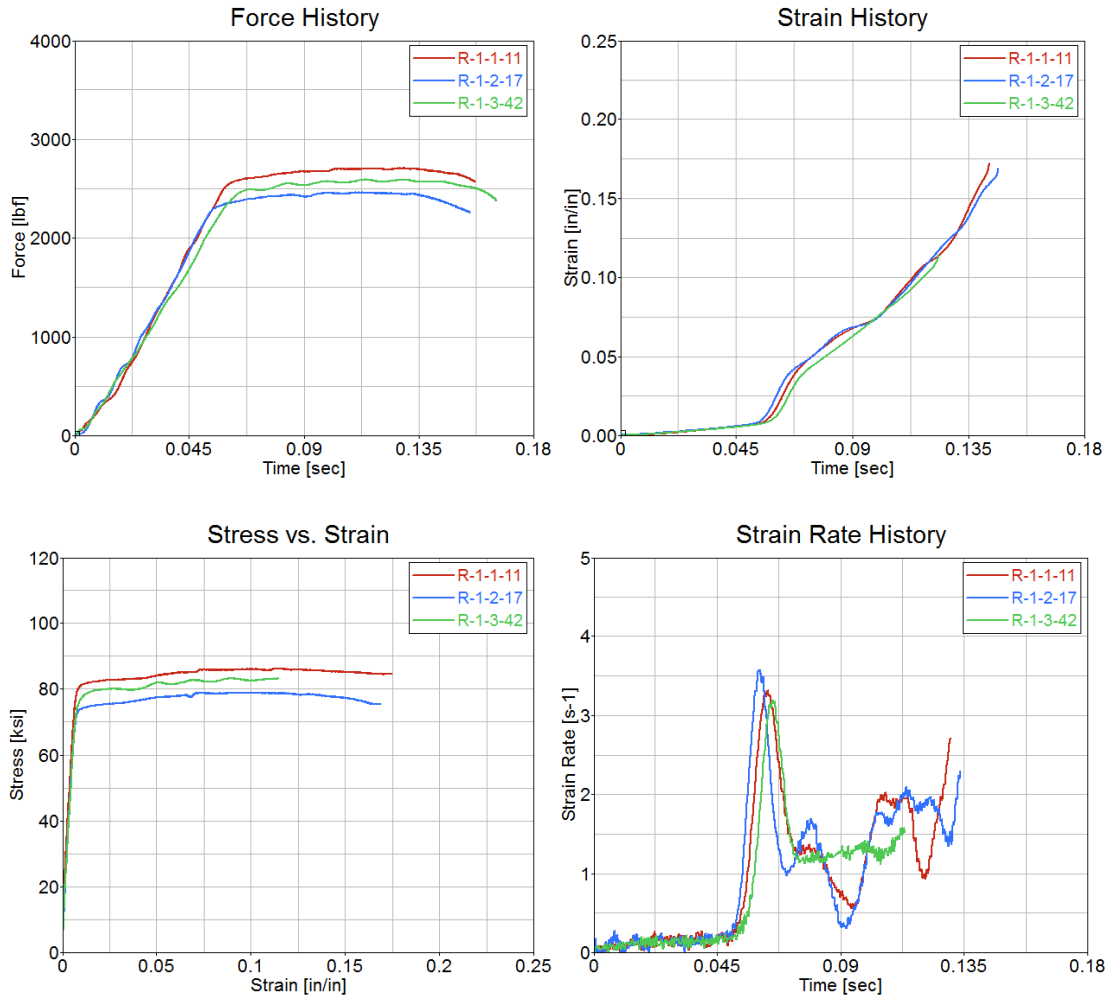 Force History
4000
3000
2000
1000
0
Force [lbf]
0
0.045
0.09
0.135
0.18
Time [sec]
R-1-1-11
R-1-2-17
R-1-3-42
Strain History
0.25
0.20
0.15
0.10
0.05
0.00
Strain [in/in]
0
0.045
0.09
0.135
0.18
Time [sec]
R-1-1-11
R-1-2-17
R-1-3-42
Stress vs. Strain
120
100
80
60
40
20
0
Stress [ksi]
0
0.05
0.1
0.15
0.2
0.25
Strain [in/in]
R-1-1-11
R-1-2-17
R-1-3-42
Strain Rate History
5
4
3
2
1
0
Strain Rate [s-1]
0
0.045
0.09
0.135
0.18
Time [sec]
R-1-1-11
R-1-2-17
R-1-3-42